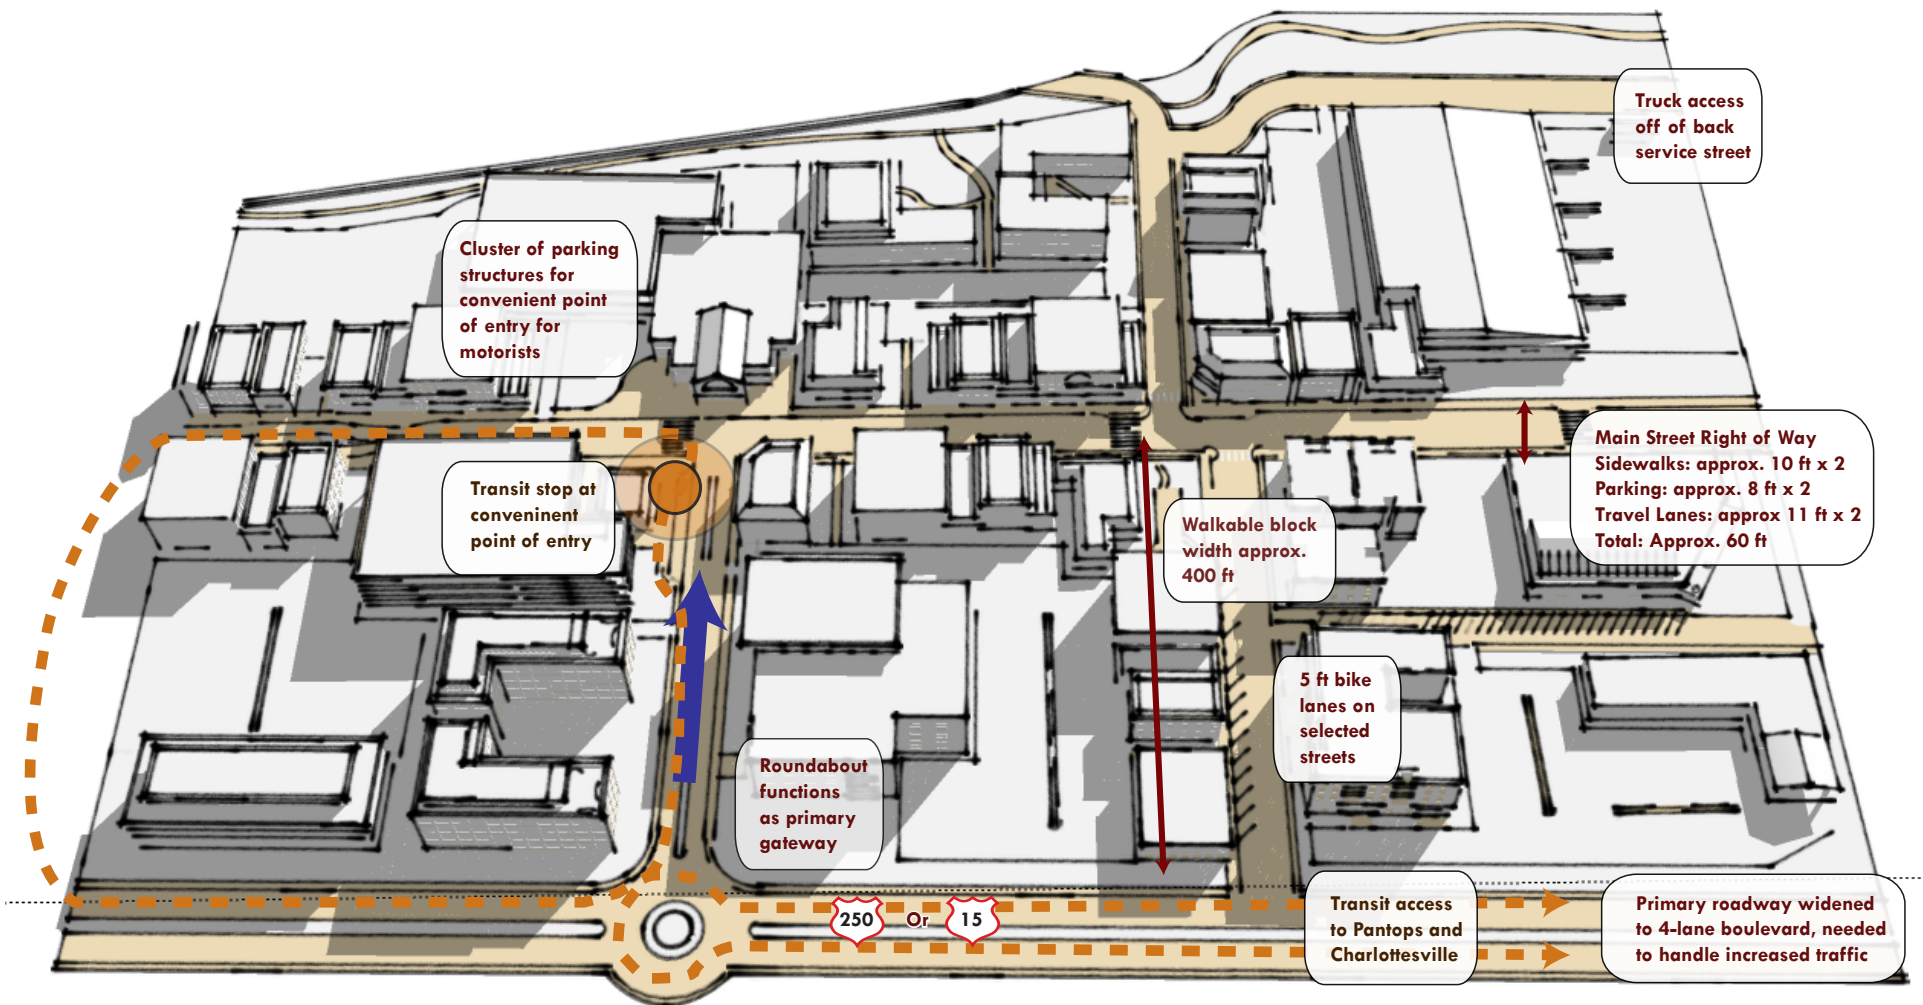 Truck access
off of back
service street
Cluster of parking
structures for
convenient point
of entry for
motorists
Main Street Right of Way
Sidewalks: approx. 10 ft x 2
Parking: approx. 8 ft x 2
Travel Lanes: approx 11 ft x 2
Total: Approx. 60 ft
Transit stop at
conveninent
point of entry
Walkable block
width approx.
400 ft
5 ft bike
lanes on
selected
streets
Roundabout
functions
as primary
gateway
250 Or 15
Transit access
to Pantops and
Charlottesville
Primary roadway widened
to 4-lane boulevard, needed
to handle increased traffic